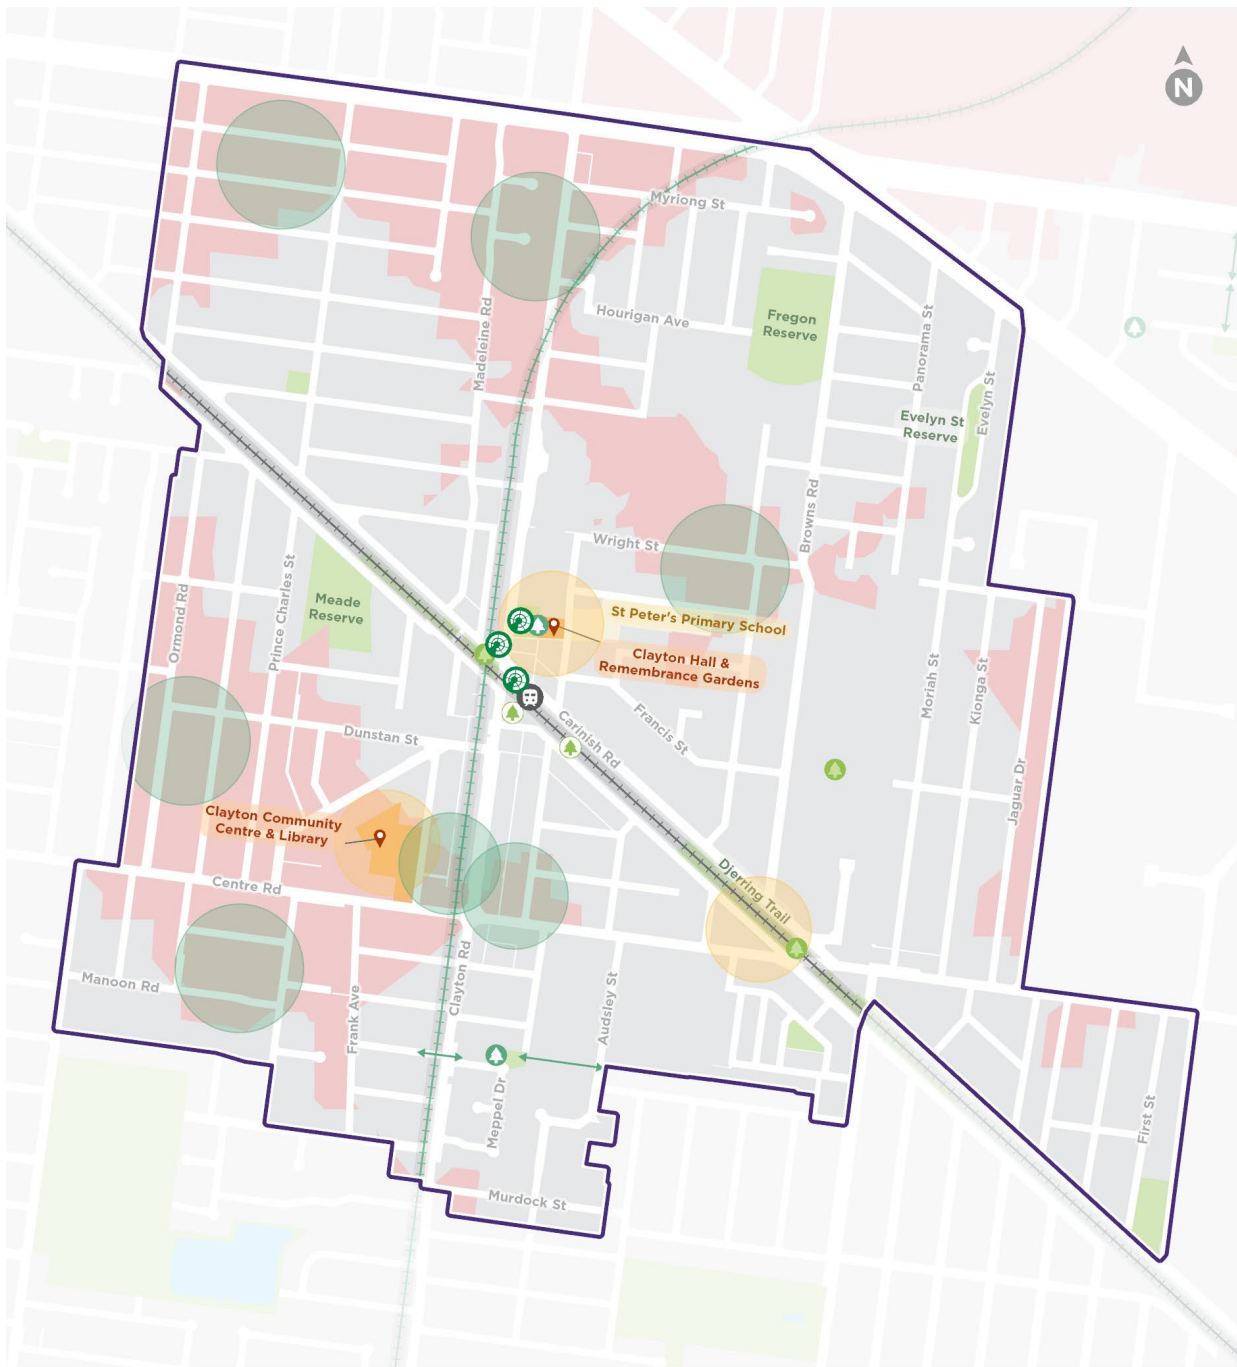 N
Myriong St
Hourigan Ave
Fregon
Reserve
Madeleine Rd
Panorama St
Evelyn St
Evelyn St
Reserve
Browns Rd
Wright St
Prince Charles St
Ormond Rd
Meade
Reserve
St Peter's Primary School
Clayton Hall &
Remembrance Gardens
Moriah St
Kionga St
Francis St
Carinish Rd
Dunstan St
Jaguar Dr
Clayton Community
Centre & Library
Djerring Trail
Centre Rd
Clayton Rd
Manoon Rd
Frank Ave
Audsley St
Meppel Dr
First St
Murdock St